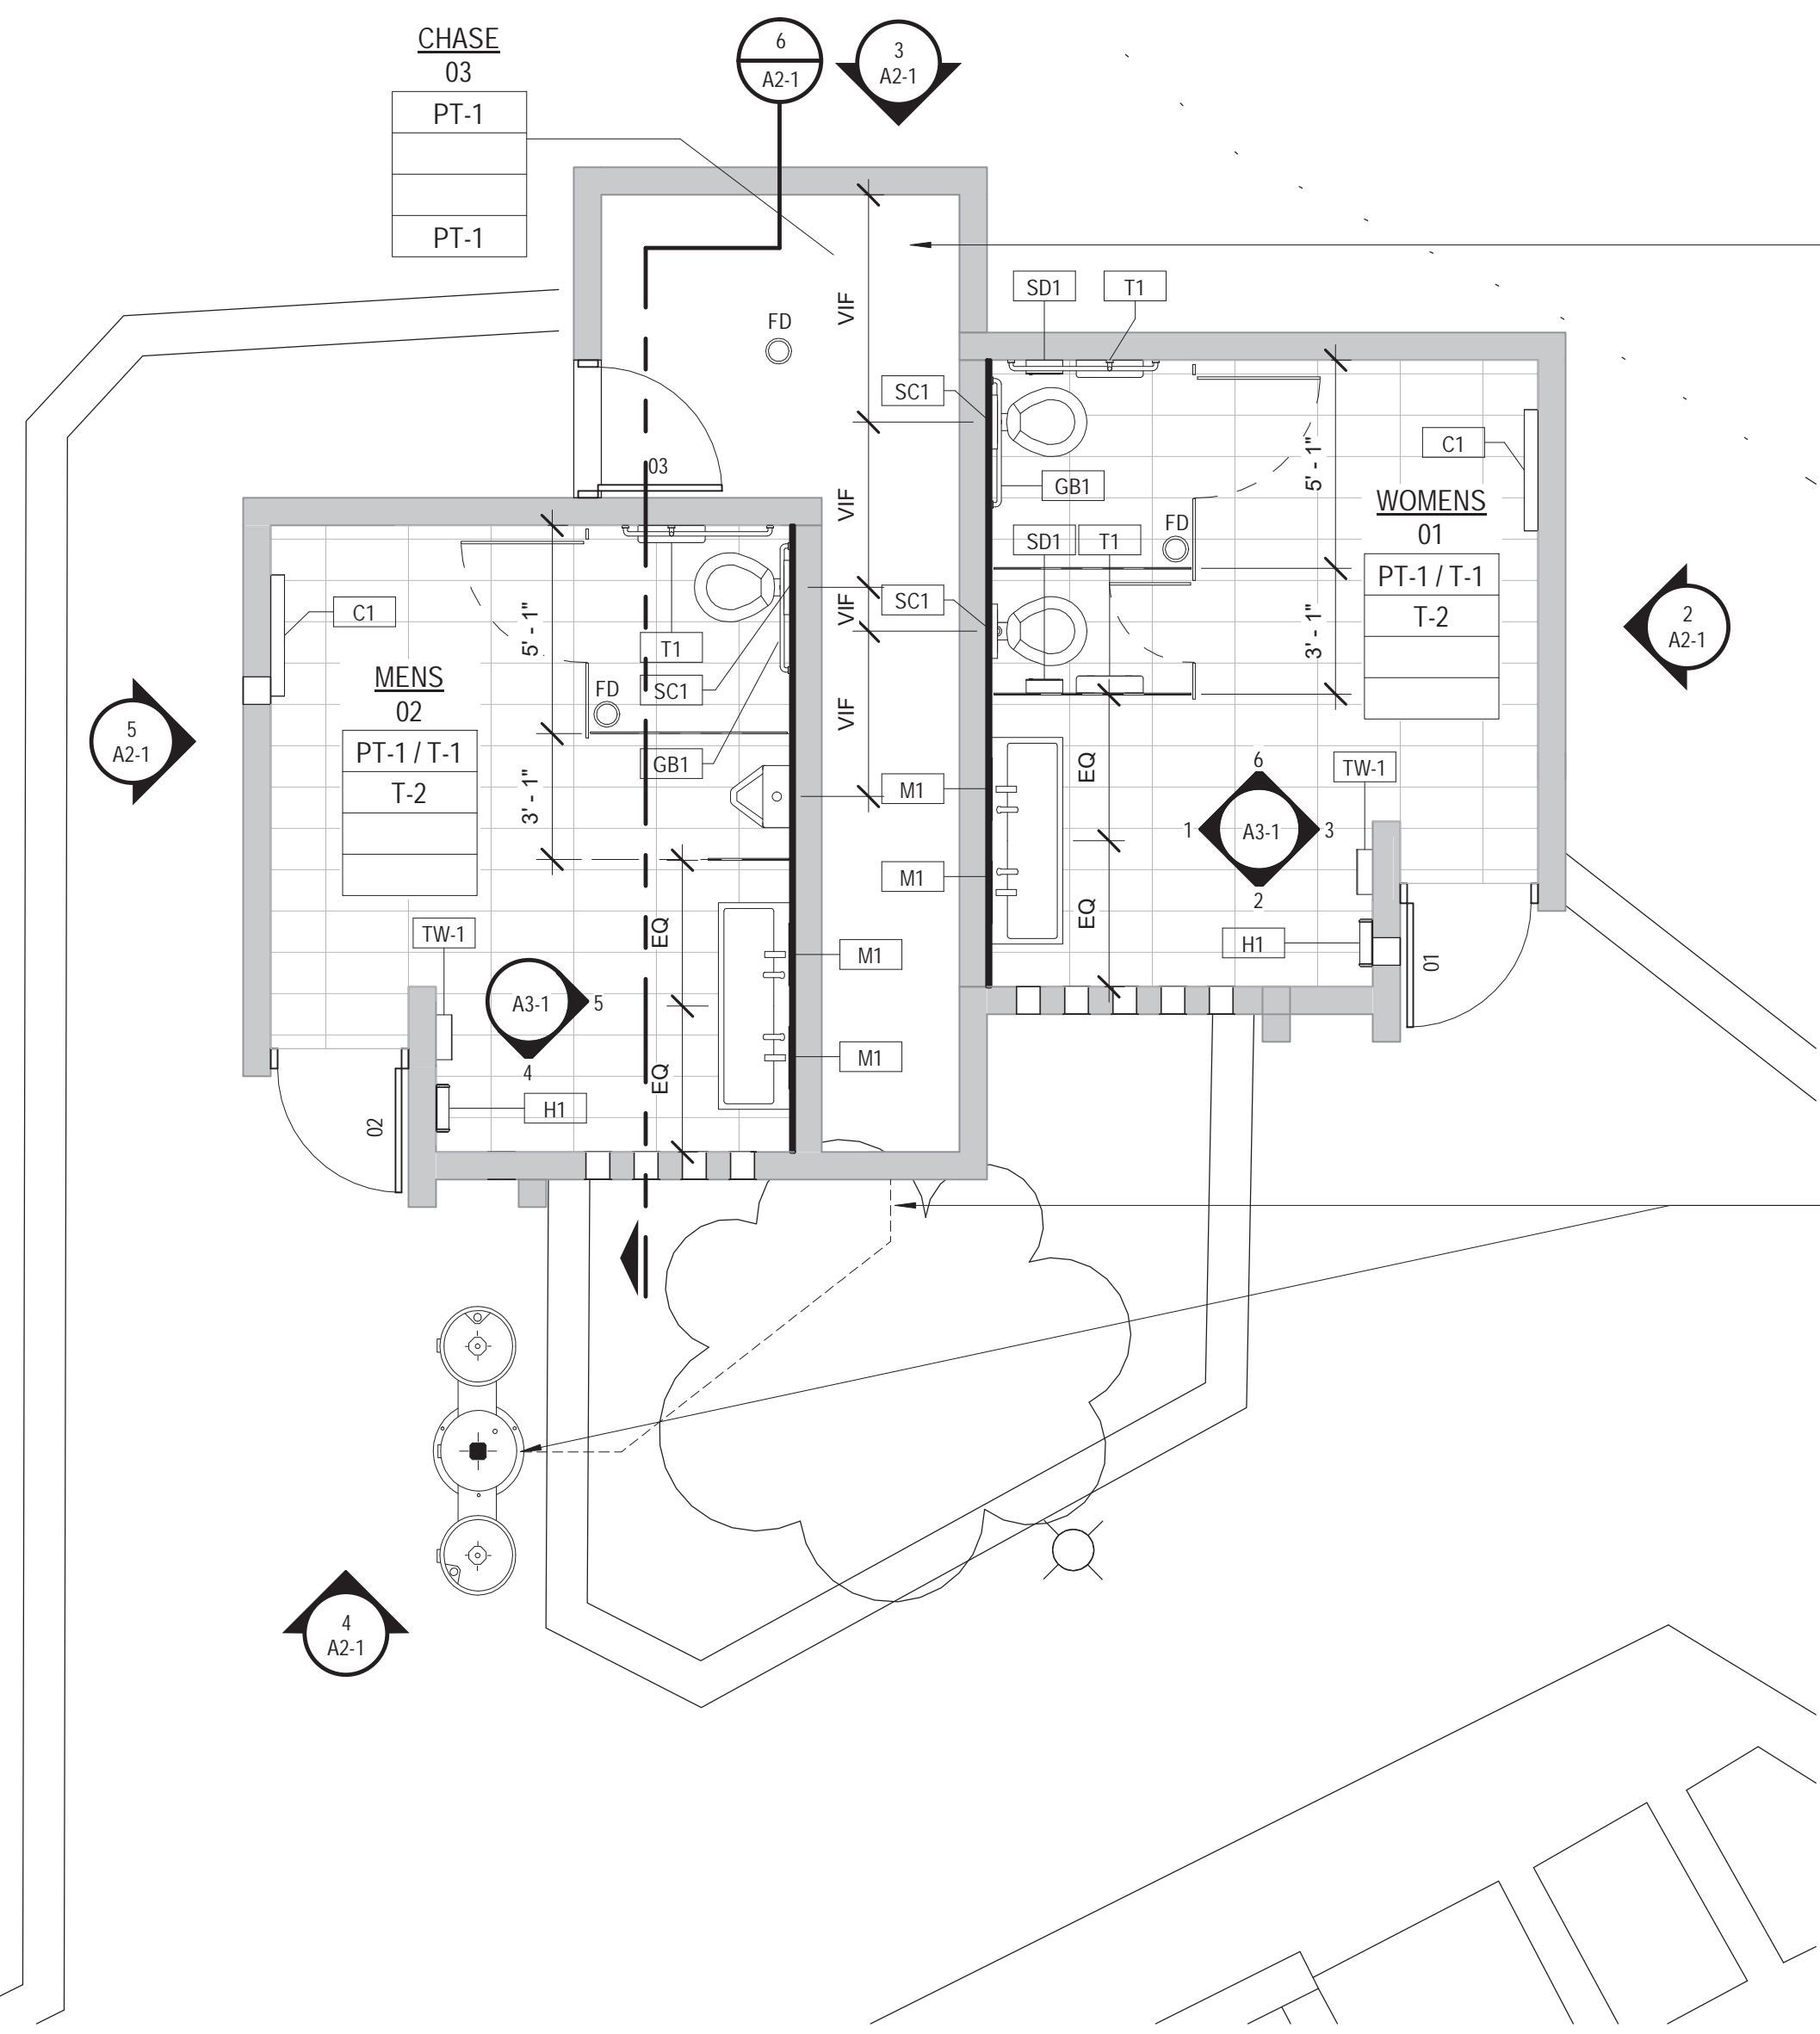 CHASE
03
PT-1
PT-1
6
A2-1
3
A2-1
SD1
T1
VIF
FD
SC1
C1
03
GB1
5' - 1"
VIF
WOMENS
01
PT-1 / T-1
T-2
FD
SD1
T1
SC1
VIF
3' - 1"
2
A2-1
C1
5' - 1"
T1
MENS
02
PT-1 / T-1
T-2
FD
SC1
VIF
5
A2-1
GB1
3' - 1"
M1
EQ
6
TW-1
1
A3-1
3
2
M1
EQ
H1
01
TW-1
EQ
M1
A3-1
5
4
EQ
M1
H1
02
4
A2-1